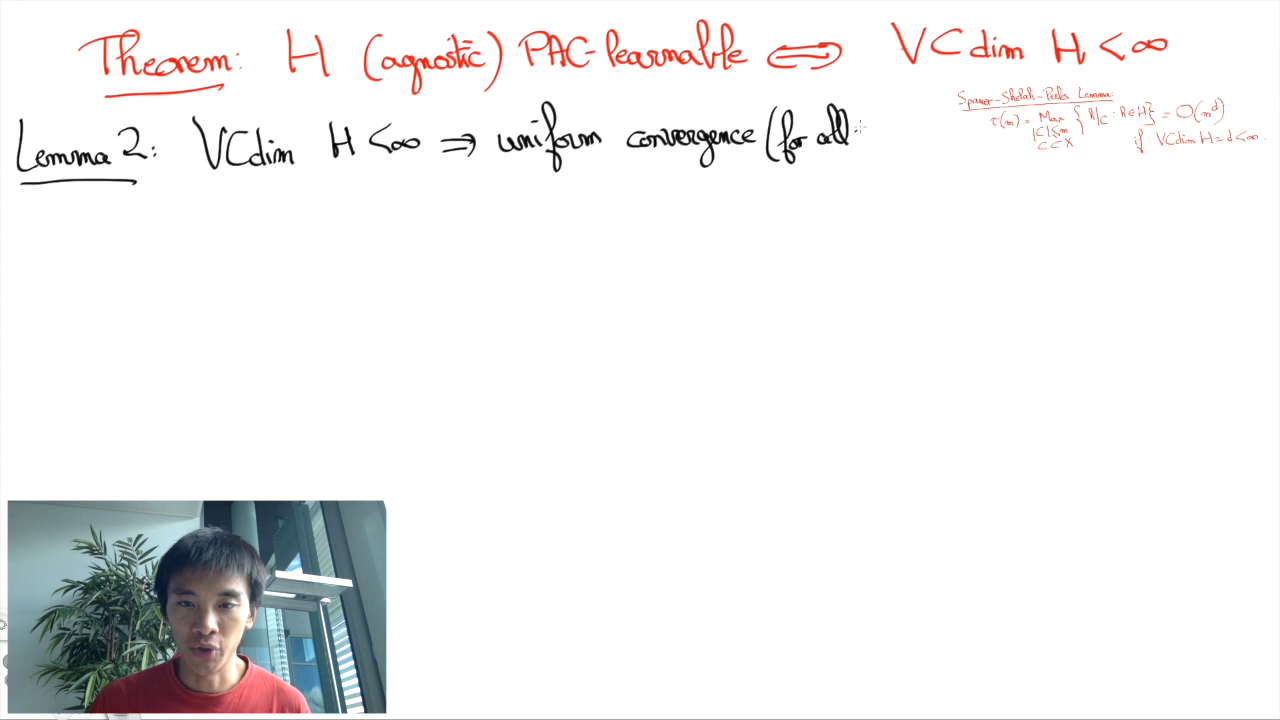 Theorem: H (agnostic) PAC-learnable ⟺ VCdim H < ∞
Lemma 2: VCdim H < ∞ ⇒ uniform convergence (for all
Sauer-Shelah-Perles Lemma:
τ(m) = Max { h|c : h∈H} = O(m^d)
|C|≤m
C⊂X if VCdim H = d < ∞.